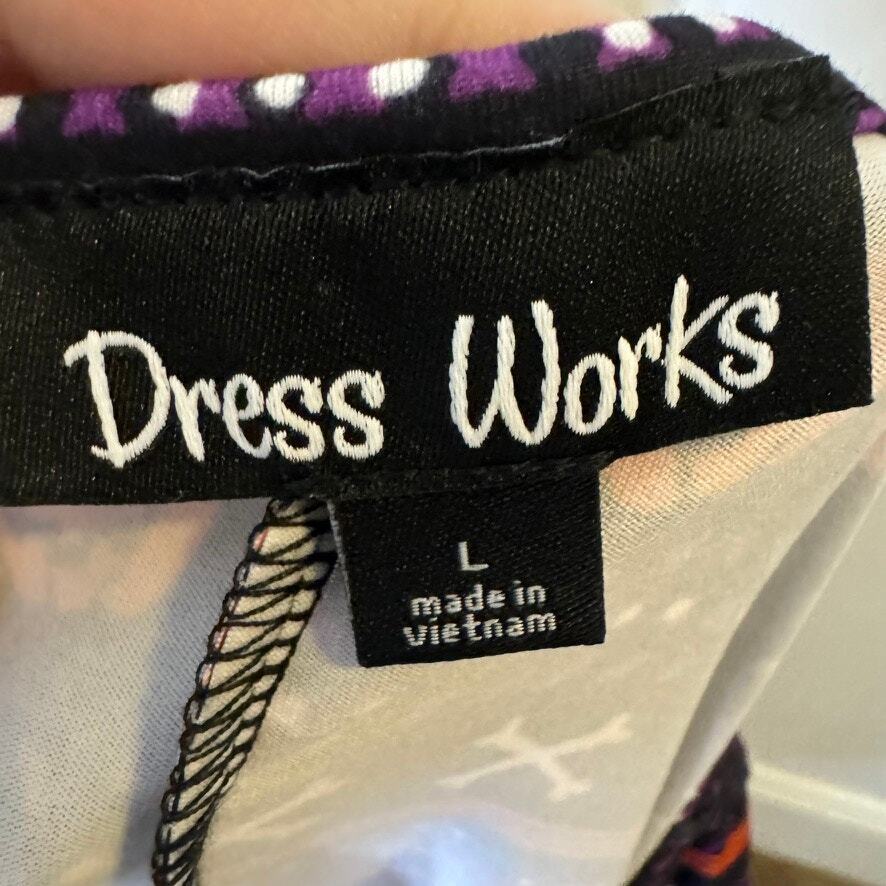 Dress Works
L
made in
vietnam